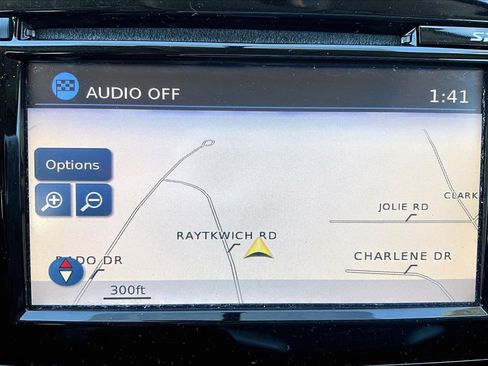 AUDIO OFF
1:41
Options
CLARK
JOLIE RD
RAYTKWICH RD
CHARLENE DR
DR
300ft